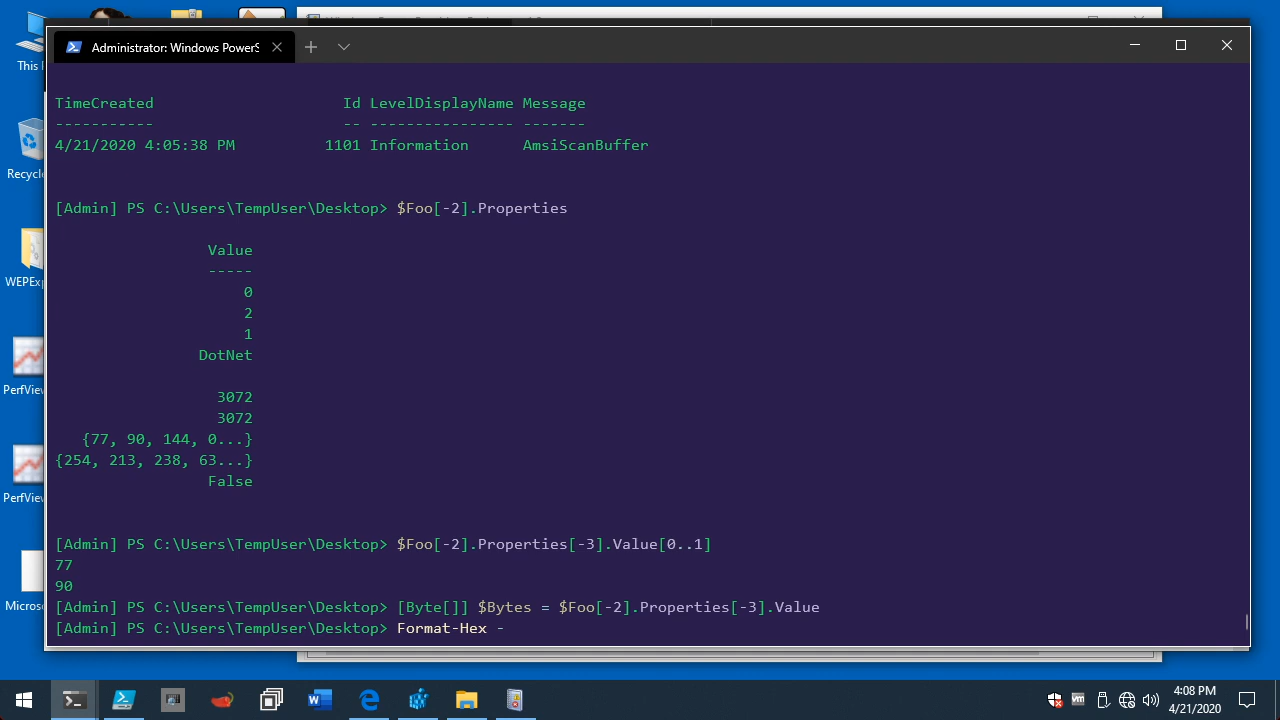 Administrator: Windows PowerS
This
Recycle
WEPExp
PerfView
PerfView
Microso
TimeCreated Id LevelDisplayName Message
----------- -- ---------------- -------
4/21/2020 4:05:38 PM 1101 Information AmsiScanBuffer
[Admin] PS C:\Users\TempUser\Desktop> $Foo[-2].Properties
Value
-----
0
2
1
DotNet
3072
3072
{77, 90, 144, 0...}
{254, 213, 238, 63...}
False
[Admin] PS C:\Users\TempUser\Desktop> $Foo[-2].Properties[-3].Value[0..1]
77
90
[Admin] PS C:\Users\TempUser\Desktop> [Byte[]] $Bytes = $Foo[-2].Properties[-3].Value
[Admin] PS C:\Users\TempUser\Desktop> Format-Hex -
4:08 PM
4/21/2020